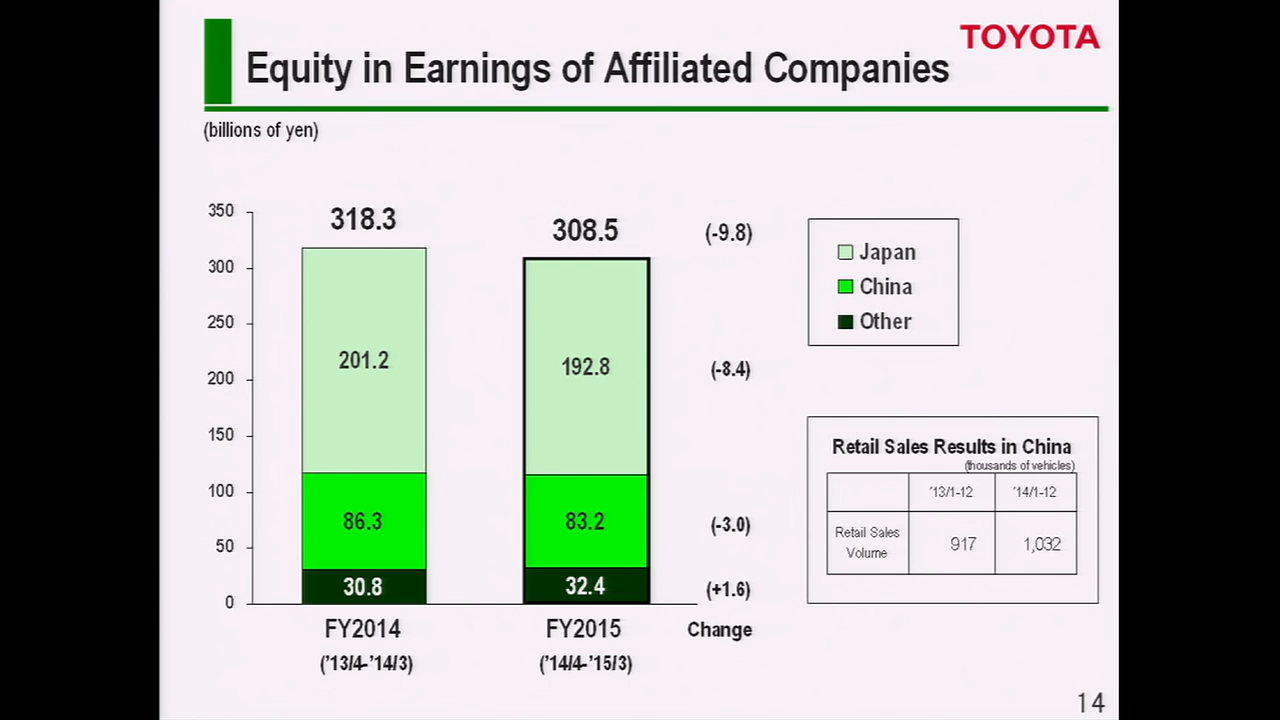 TOYOTA
Equity in Earnings of Affiliated Companies
(billions of yen)
350
300
250
200
150
100
50
0
318.3
308.5
(-9.8)
201.2
192.8
(-8.4)
86.3
83.2
(-3.0)
30.8
32.4
(+1.6)
FY2014
FY2015
Change
('13/4-'14/3)
('14/4-'15/3)
Japan
China
Other
Retail Sales Results in China
(thousands of vehicles)
'13/1-12
'14/1-12
Retail Sales
Volume
917
1,032
14